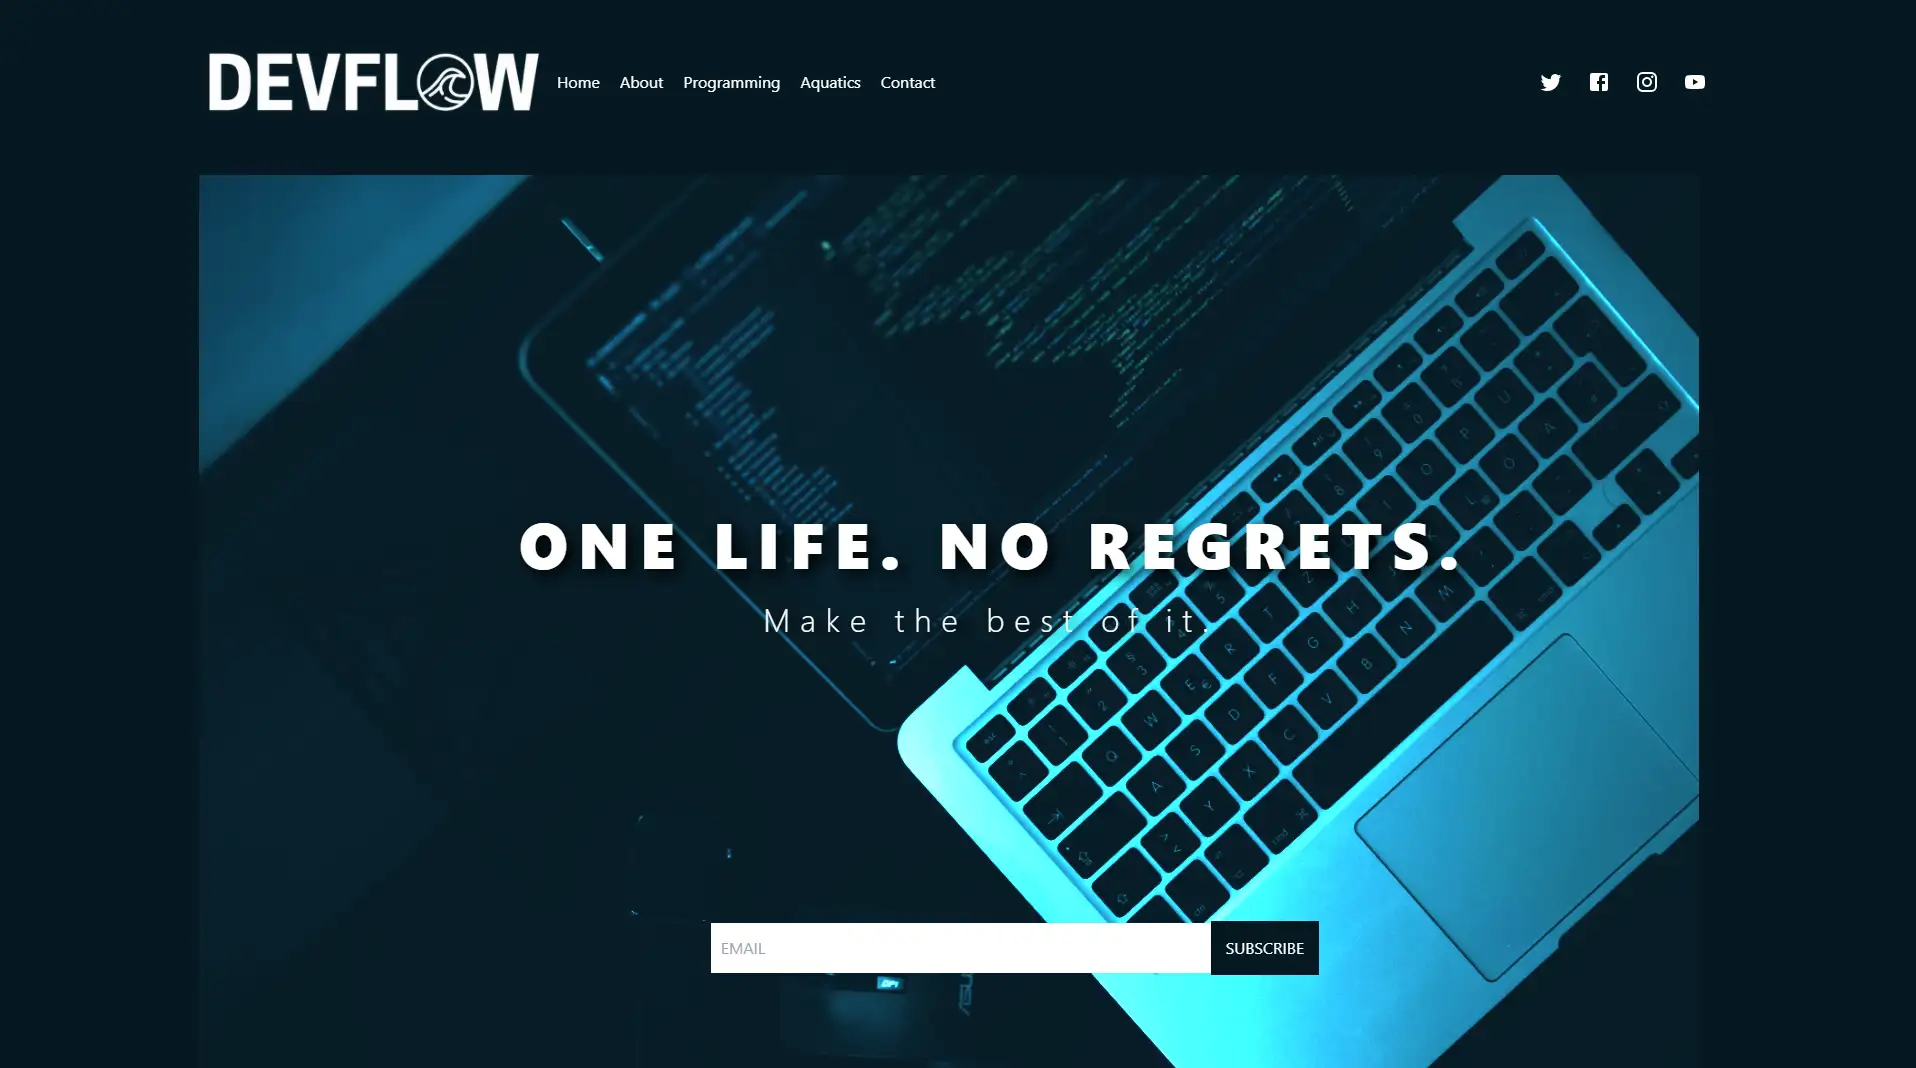 DEVFLOW Home About Programming Aquatics Contact
ONE LIFE. NO REGRETS.
Make the best of it.
EMAIL SUBSCRIBE